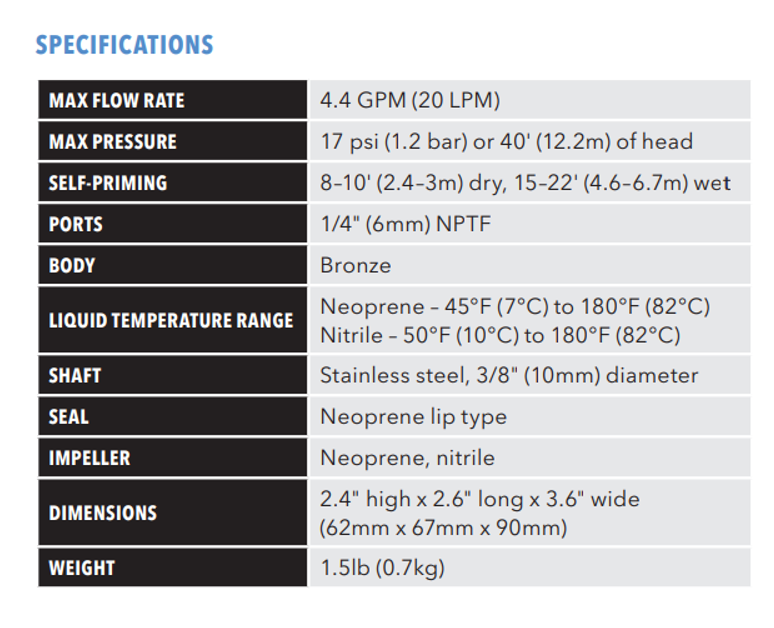 SPECIFICATIONS
MAX FLOW RATE 4.4 GPM (20 LPM)
MAX PRESSURE 17 psi (1.2 bar) or 40' (12.2m) of head
SELF-PRIMING 8–10' (2.4–3m) dry, 15–22' (4.6–6.7m) wet
PORTS 1/4" (6mm) NPTF
BODY Bronze
LIQUID TEMPERATURE RANGE Neoprene – 45°F (7°C) to 180°F (82°C)
Nitrile – 50°F (10°C) to 180°F (82°C)
SHAFT Stainless steel, 3/8" (10mm) diameter
SEAL Neoprene lip type
IMPELLER Neoprene, nitrile
DIMENSIONS 2.4" high x 2.6" long x 3.6" wide
(62mm x 67mm x 90mm)
WEIGHT 1.5lb (0.7kg)